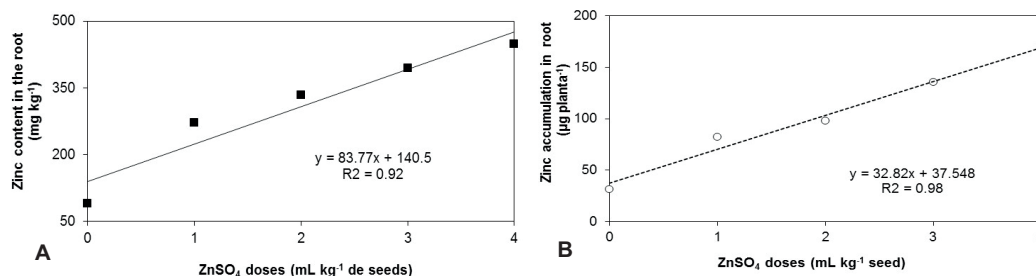 500
350
200
50
0
1
2
3
4
Zinc content in the root
(mg kg⁻¹)
y = 83.77x + 140.5
R2 = 0.92
A
ZnSO₄ doses (mL kg⁻¹ de seeds)
200
150
100
50
0
0
1
2
3
Zinc accumulation in root
(µg planta⁻¹)
y = 32.82x + 37.548
R2 = 0.98
B
ZnSO₄ doses (mL kg⁻¹ seed)